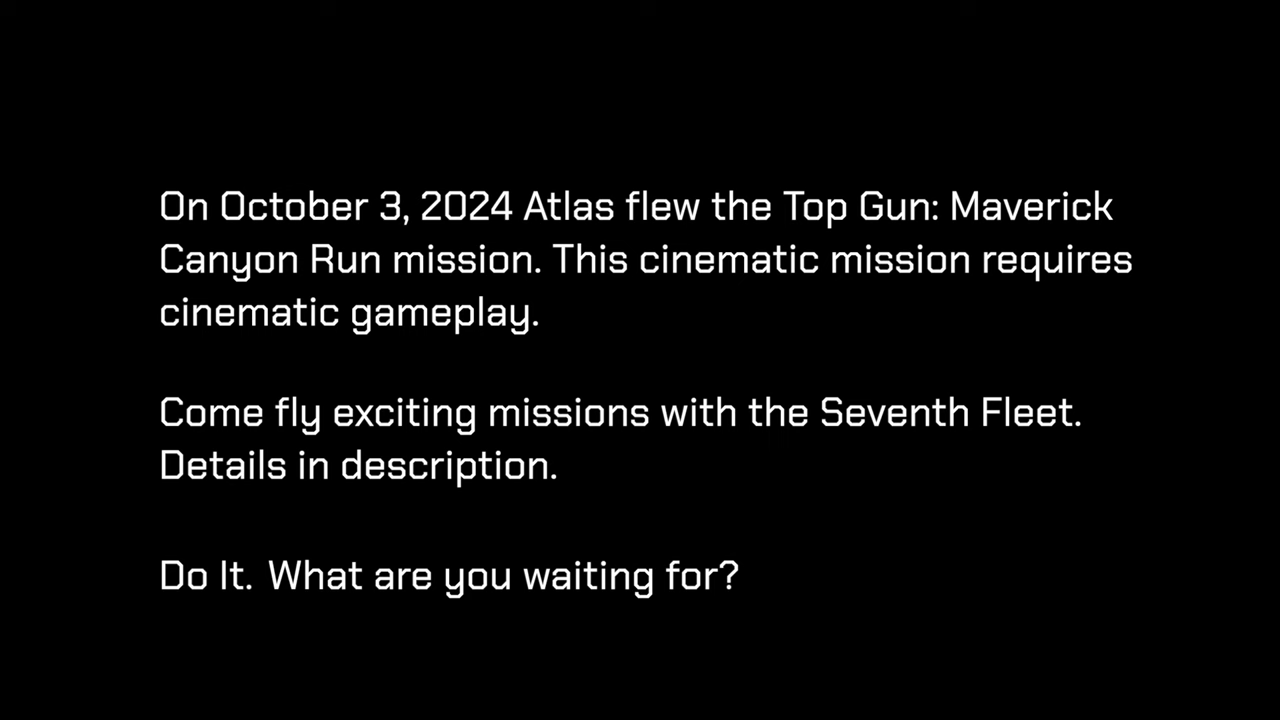 On October 3, 2024 Atlas flew the Top Gun: Maverick
Canyon Run mission. This cinematic mission requires
cinematic gameplay.
Come fly exciting missions with the Seventh Fleet.
Details in description.
Do It. What are you waiting for?